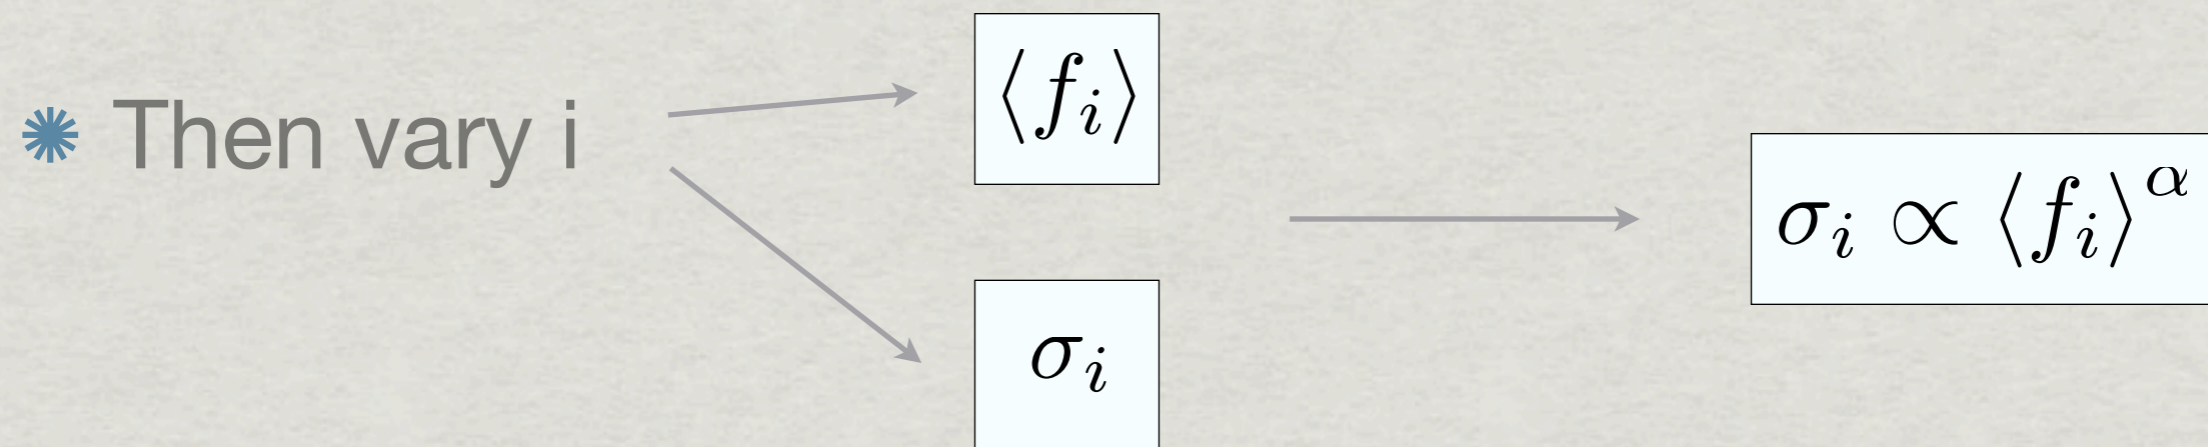 Then vary i
⟨f_i⟩
σ_i ∝ ⟨f_i⟩^α
σ_i